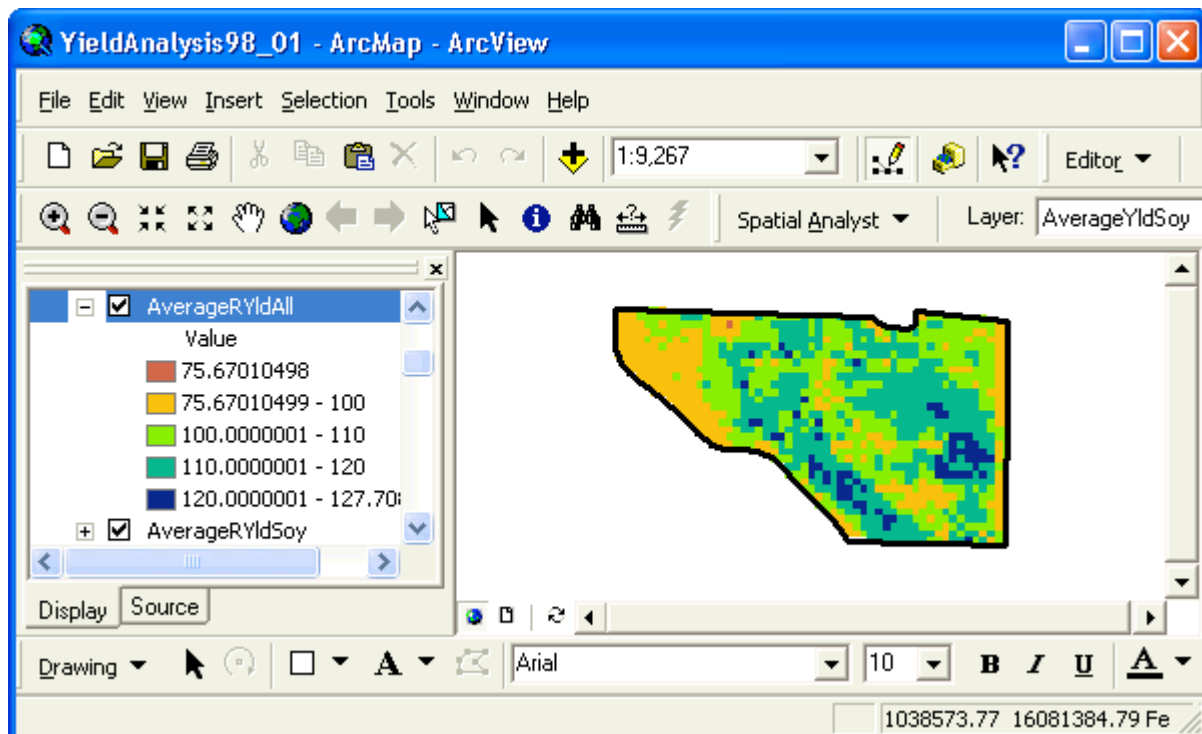 YieldAnalysis98_01 - ArcMap - ArcView
File Edit View Insert Selection Tools Window Help
1:9,267 Editor
Spatial Analyst Layer: AverageYldSoy
AverageRYldAll
Value
75.67010498
75.67010499 - 100
100.0000001 - 110
110.0000001 - 120
120.0000001 - 127.70
AverageRYldSoy
Display Source
Drawing A Arial 10 B I U A
1038573.77 16081384.79 Fe